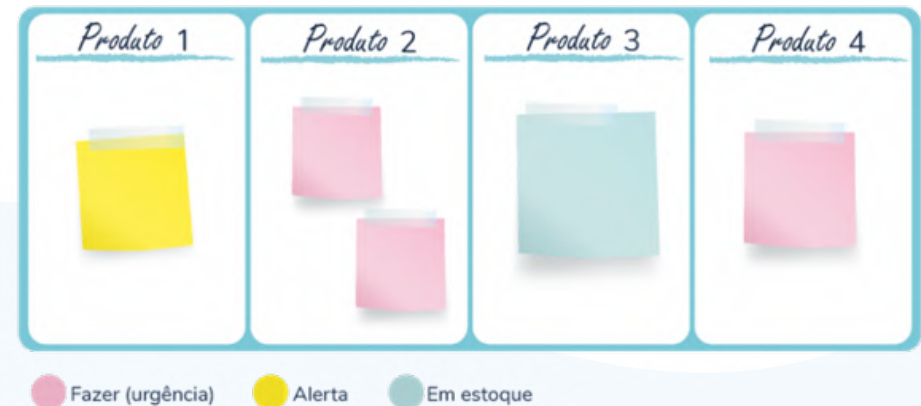 Produto 1
Produto 2
Produto 3
Produto 4
Fazer (urgência)
Alerta
Em estoque